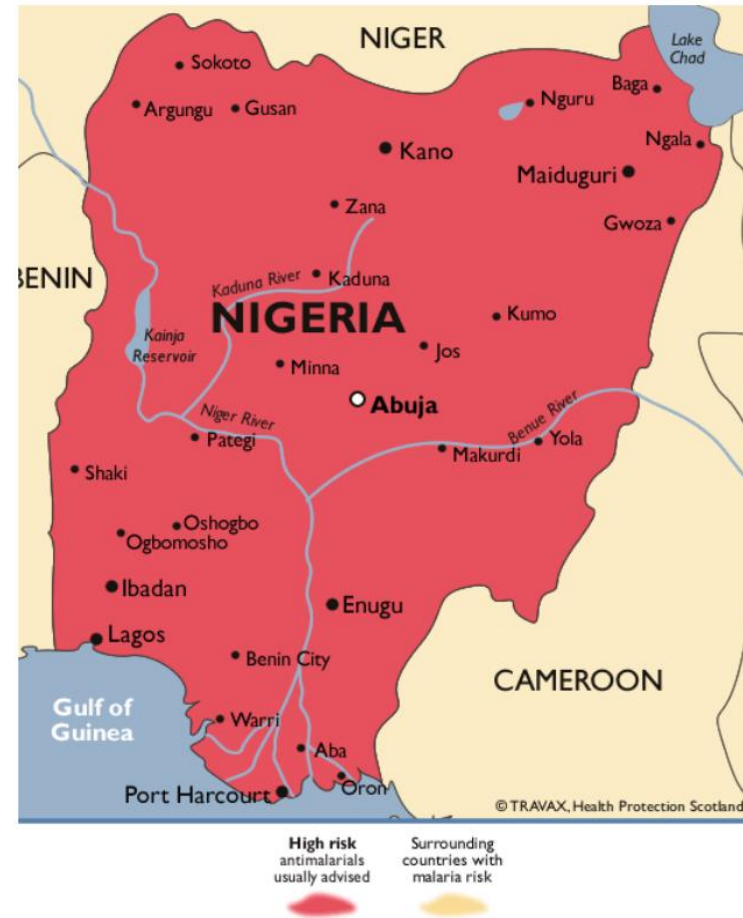 NIGER
Lake
Chad
Sokoto
Baga
Argungu
Gusan
Nguru
Ngala
Kano
Maiduguri
Zana
Gwoza
BENIN
Kaduna River
Kaduna
NIGERIA
Kumo
Kainja
Reservoir
Jos
Minna
Abuja
Niger River
Benue River
Pategi
Makurdi
Yola
Shaki
Oshogbo
Ogbomosho
Ibadan
Enugu
Lagos
Benin City
CAMEROON
Gulf of
Guinea
Warri
Aba
Oron
Port Harcourt
© TRAVAX, Health Protection Scotland
High risk
antimalarials
usually advised
Surrounding
countries with
malaria risk